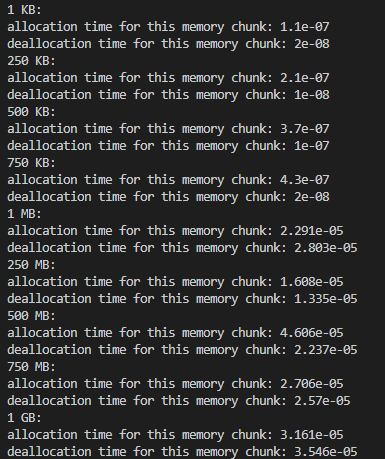 1 KB:
allocation time for this memory chunk: 1.1e-07
deallocation time for this memory chunk: 2e-08
250 KB:
allocation time for this memory chunk: 2.1e-07
deallocation time for this memory chunk: 1e-08
500 KB:
allocation time for this memory chunk: 3.7e-07
deallocation time for this memory chunk: 1e-07
750 KB:
allocation time for this memory chunk: 4.3e-07
deallocation time for this memory chunk: 2e-08
1 MB:
allocation time for this memory chunk: 2.291e-05
deallocation time for this memory chunk: 2.803e-05
250 MB:
allocation time for this memory chunk: 1.608e-05
deallocation time for this memory chunk: 1.335e-05
500 MB:
allocation time for this memory chunk: 4.606e-05
deallocation time for this memory chunk: 2.237e-05
750 MB:
allocation time for this memory chunk: 2.706e-05
deallocation time for this memory chunk: 2.57e-05
1 GB:
allocation time for this memory chunk: 3.161e-05
deallocation time for this memory chunk: 3.546e-05